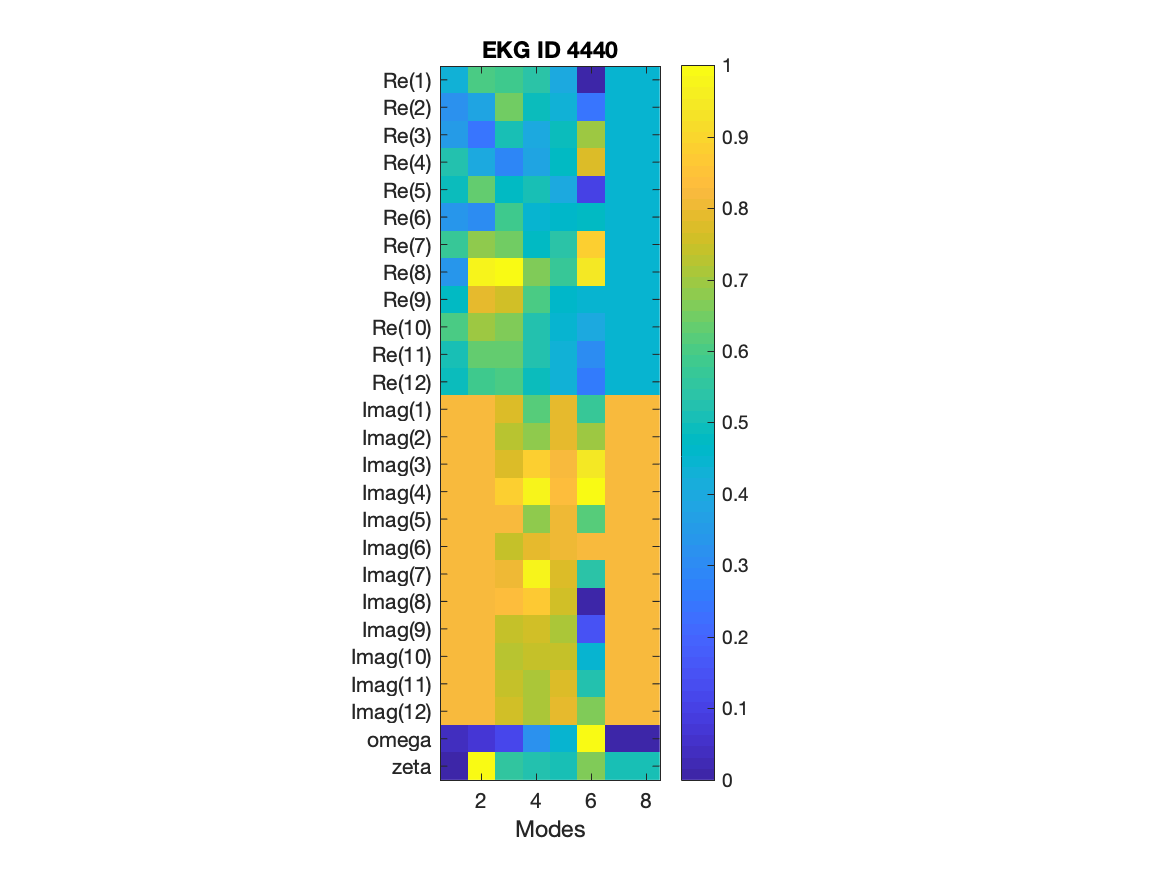 EKG ID 4440
Re(1)
Re(2)
Re(3)
Re(4)
Re(5)
Re(6)
Re(7)
Re(8)
Re(9)
Re(10)
Re(11)
Re(12)
Imag(1)
Imag(2)
Imag(3)
Imag(4)
Imag(5)
Imag(6)
Imag(7)
Imag(8)
Imag(9)
Imag(10)
Imag(11)
Imag(12)
omega
zeta
2 4 6 8
Modes
1
0.9
0.8
0.7
0.6
0.5
0.4
0.3
0.2
0.1
0